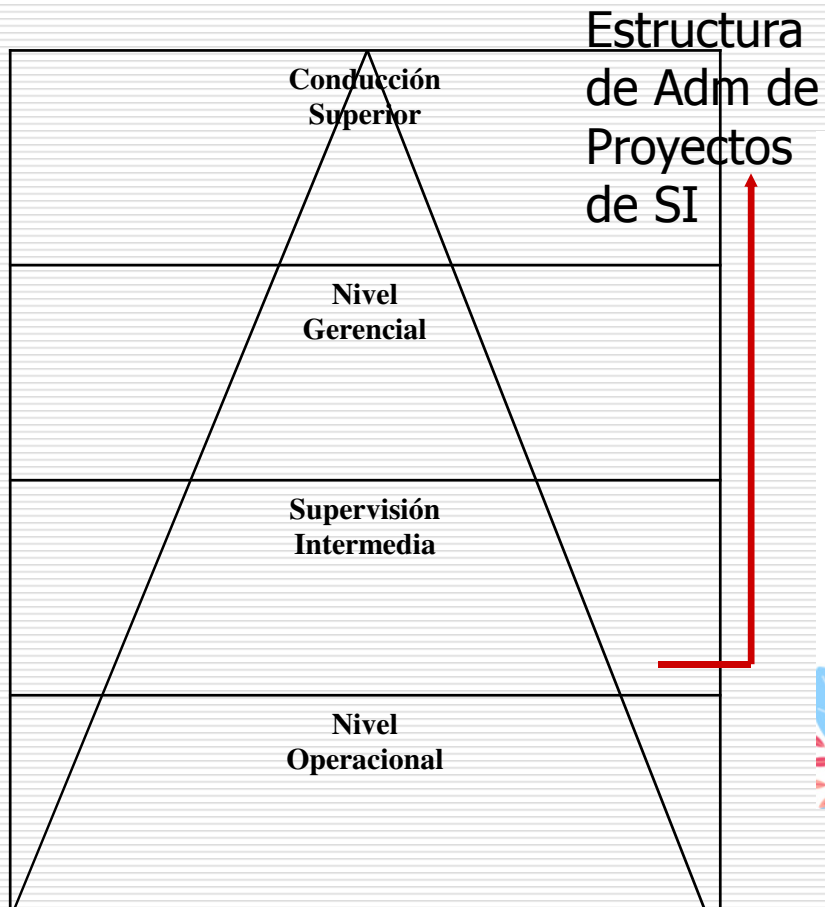 Estructura
de Adm de
Proyectos
de SI
Conducción
Superior
Nivel
Gerencial
Supervisión
Intermedia
Nivel
Operacional